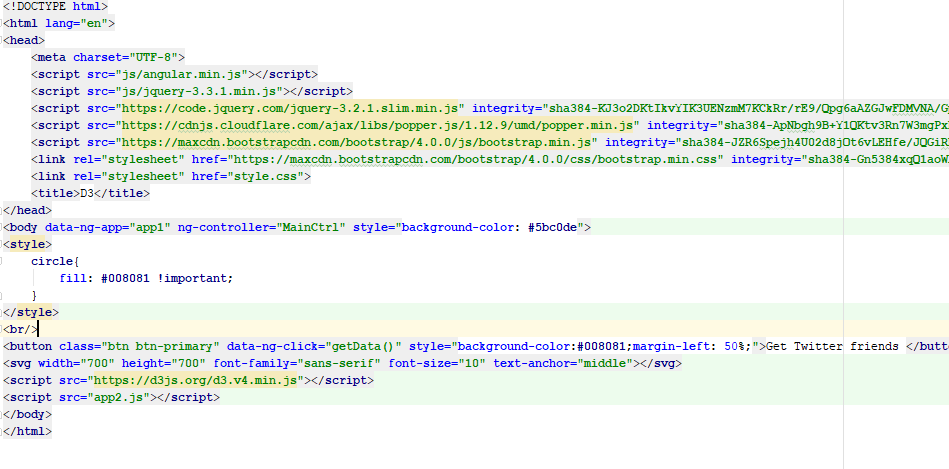 <!DOCTYPE html>
<html lang="en">
<head>
<meta charset="UTF-8">
<script src="js/angular.min.js"></script>
<script src="js/jquery-3.3.1.min.js"></script>
<script src="https://code.jquery.com/jquery-3.2.1.slim.min.js" integrity="sha384-KJ3o2DKtIkvYIK3UENzmM7KCkRr/rE9/Qpg6aAZGJwFDMVNA/G
<script src="https://cdnjs.cloudflare.com/ajax/libs/popper.js/1.12.9/umd/popper.min.js" integrity="sha384-ApNbgh9B+Y1QKtv3Rn7W3mgPx
<script src="https://maxcdn.bootstrapcdn.com/bootstrap/4.0.0/js/bootstrap.min.js" integrity="sha384-JZR6Spejh4U02d8jOt6vLEHfe/JQGiR
<link rel="stylesheet" href="https://maxcdn.bootstrapcdn.com/bootstrap/4.0.0/css/bootstrap.min.css" integrity="sha384-Gn5384xqQ1aoW
<link rel="stylesheet" href="style.css">
<title>D3</title>
</head>
<body data-ng-app="app1" ng-controller="MainCtrl" style="background-color: #5bc0de">
<style>
circle{
fill: #008081 !important;
}
</style>
<br/>
<button class="btn btn-primary" data-ng-click="getData()" style="background-color:#008081;margin-left: 50%;">Get Twitter friends </butt
<svg width="700" height="700" font-family="sans-serif" font-size="10" text-anchor="middle"></svg>
<script src="https://d3js.org/d3.v4.min.js"></script>
<script src="app2.js"></script>
</body>
</html>